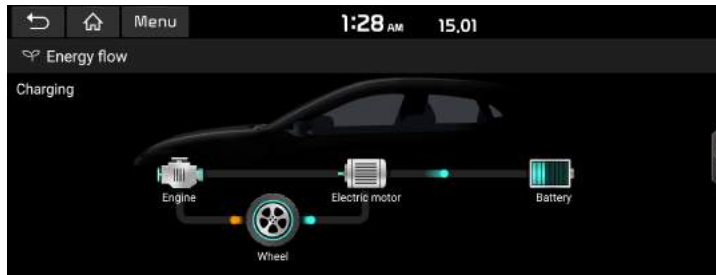 Menu 1:28 AM 15,01
Energy flow
Charging
Engine Electric motor Battery
Wheel